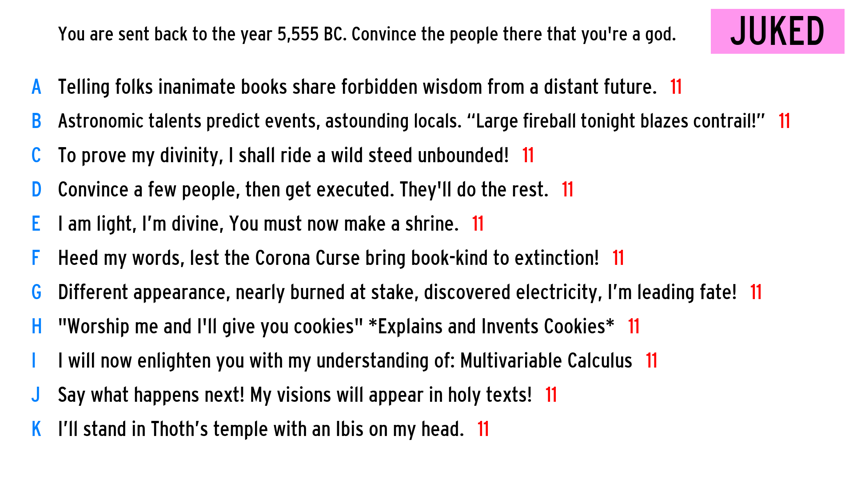 You are sent back to the year 5,555 BC. Convince the people there that you're a god.
JUKED
A Telling folks inanimate books share forbidden wisdom from a distant future. 11
B Astronomic talents predict events, astounding locals. “Large fireball tonight blazes contrail!” 11
C To prove my divinity, I shall ride a wild steed unbounded! 11
D Convince a few people, then get executed. They'll do the rest. 11
E I am light, I’m divine, You must now make a shrine. 11
F Heed my words, lest the Corona Curse bring book-kind to extinction! 11
G Different appearance, nearly burned at stake, discovered electricity, I’m leading fate! 11
H "Worship me and I'll give you cookies" *Explains and Invents Cookies* 11
I I will now enlighten you with my understanding of: Multivariable Calculus 11
J Say what happens next! My visions will appear in holy texts! 11
K I’ll stand in Thoth’s temple with an Ibis on my head. 11